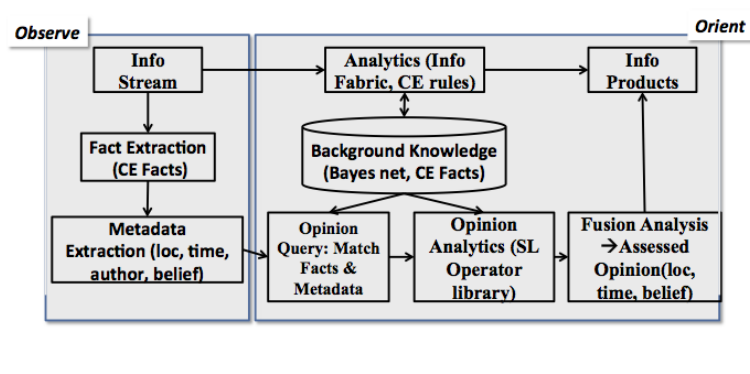 Observe
Orient
Info
Stream
Analytics (Info
Fabric, CE rules)
Info
Products
Fact Extraction
(CE Facts)
Background Knowledge
(Bayes net, CE Facts)
Metadata
Extraction (loc, time,
author, belief)
Opinion
Query: Match
Facts &
Metadata
Opinion
Analytics (SL
Operator
library)
Fusion Analysis
→Assessed
Opinion(loc,
time, belief)